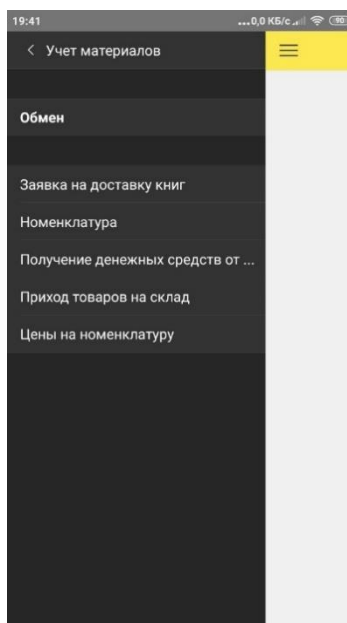 19:41 ...0,0 КБ/с 90
Учет материалов
Обмен
Заявка на доставку книг
Номенклатура
Получение денежных средств от ...
Приход товаров на склад
Цены на номенклатуру